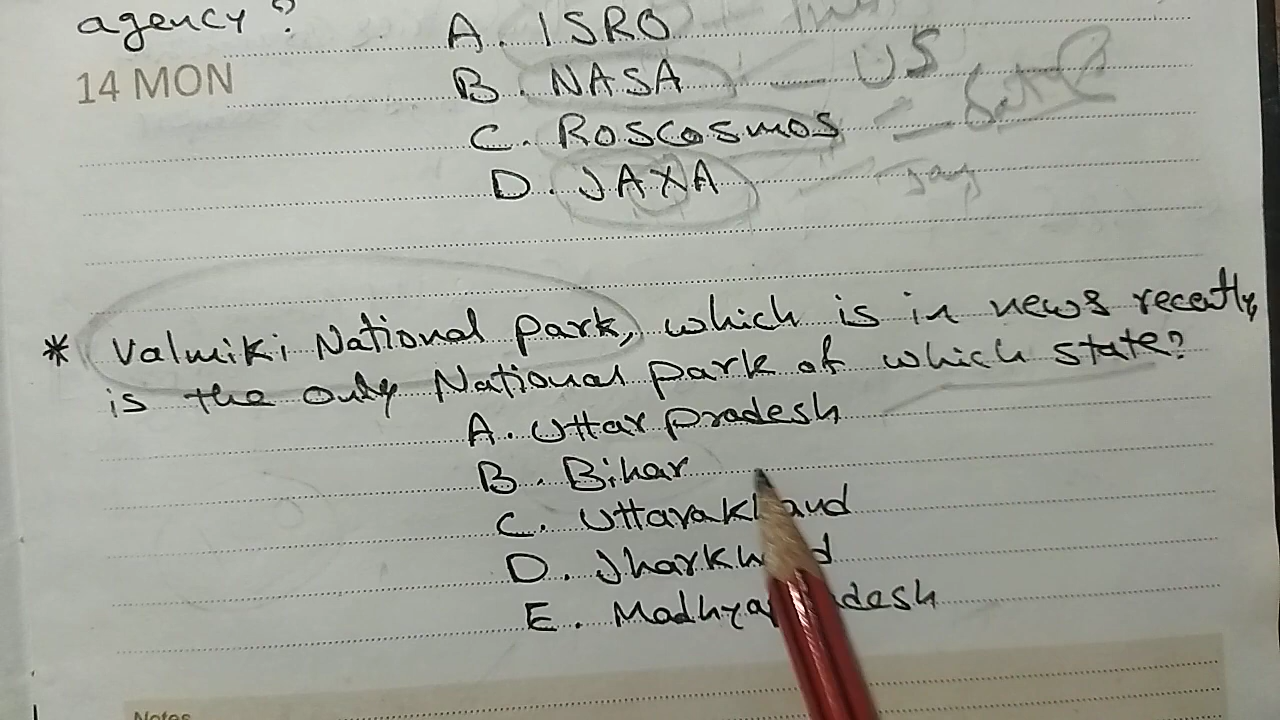 agency?
A. ISRO
14 MON
B. NASA
US
C. Roscosmos
D. JAXA
* Valmiki National park, which is in news recently,
is the only National park of which state?
A. Uttar pradesh
B. Bihar
C. Uttarakhand
D. Jharkhand
E. Madhya pradesh
Notes